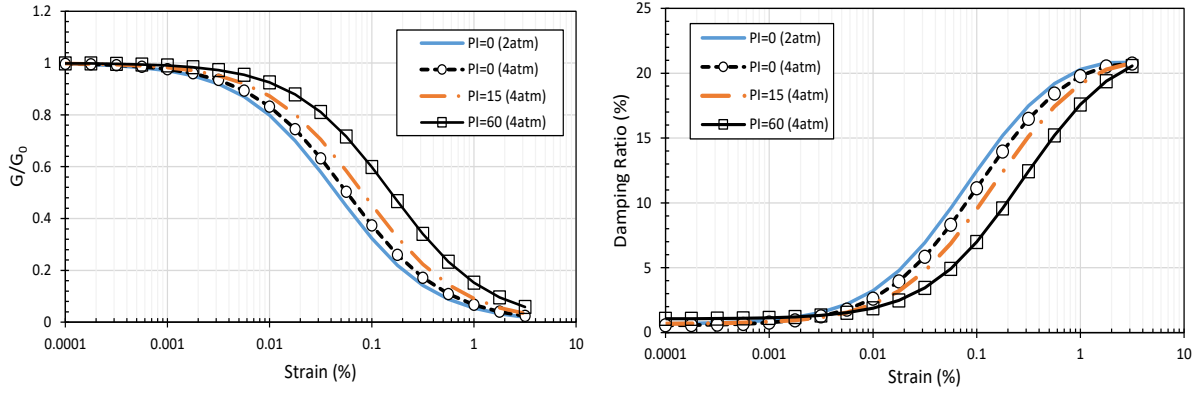 1.2
1
0.8
0.6
0.4
0.2
0
G/G0
0.0001 0.001 0.01 0.1 1 10
Strain (%)
PI=0 (2atm)
PI=0 (4atm)
PI=15 (4atm)
PI=60 (4atm)
25
20
15
10
5
0
Damping Ratio (%)
0.0001 0.001 0.01 0.1 1 10
Strain (%)
PI=0 (2atm)
PI=0 (4atm)
PI=15 (4atm)
PI=60 (4atm)